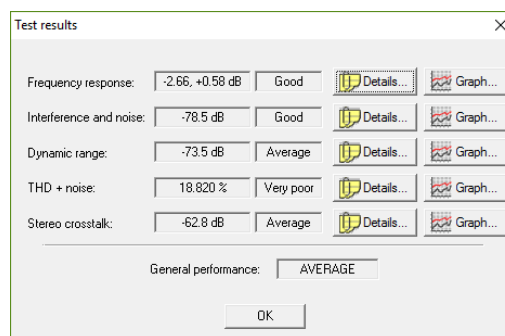 Test results
Frequency response: -2.66, +0.58 dB Good Details... Graph...
Interference and noise: -78.5 dB Good Details... Graph...
Dynamic range: -73.5 dB Average Details... Graph...
THD + noise: 18.820 % Very poor Details... Graph...
Stereo crosstalk: -62.8 dB Average Details... Graph...
General performance: AVERAGE
OK